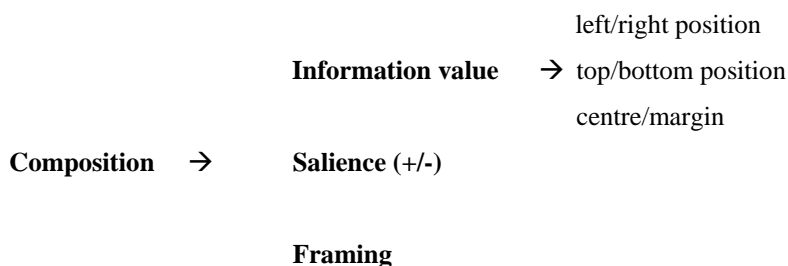 left/right position
Information value → top/bottom position
centre/margin
Composition → Salience (+/-)
Framing